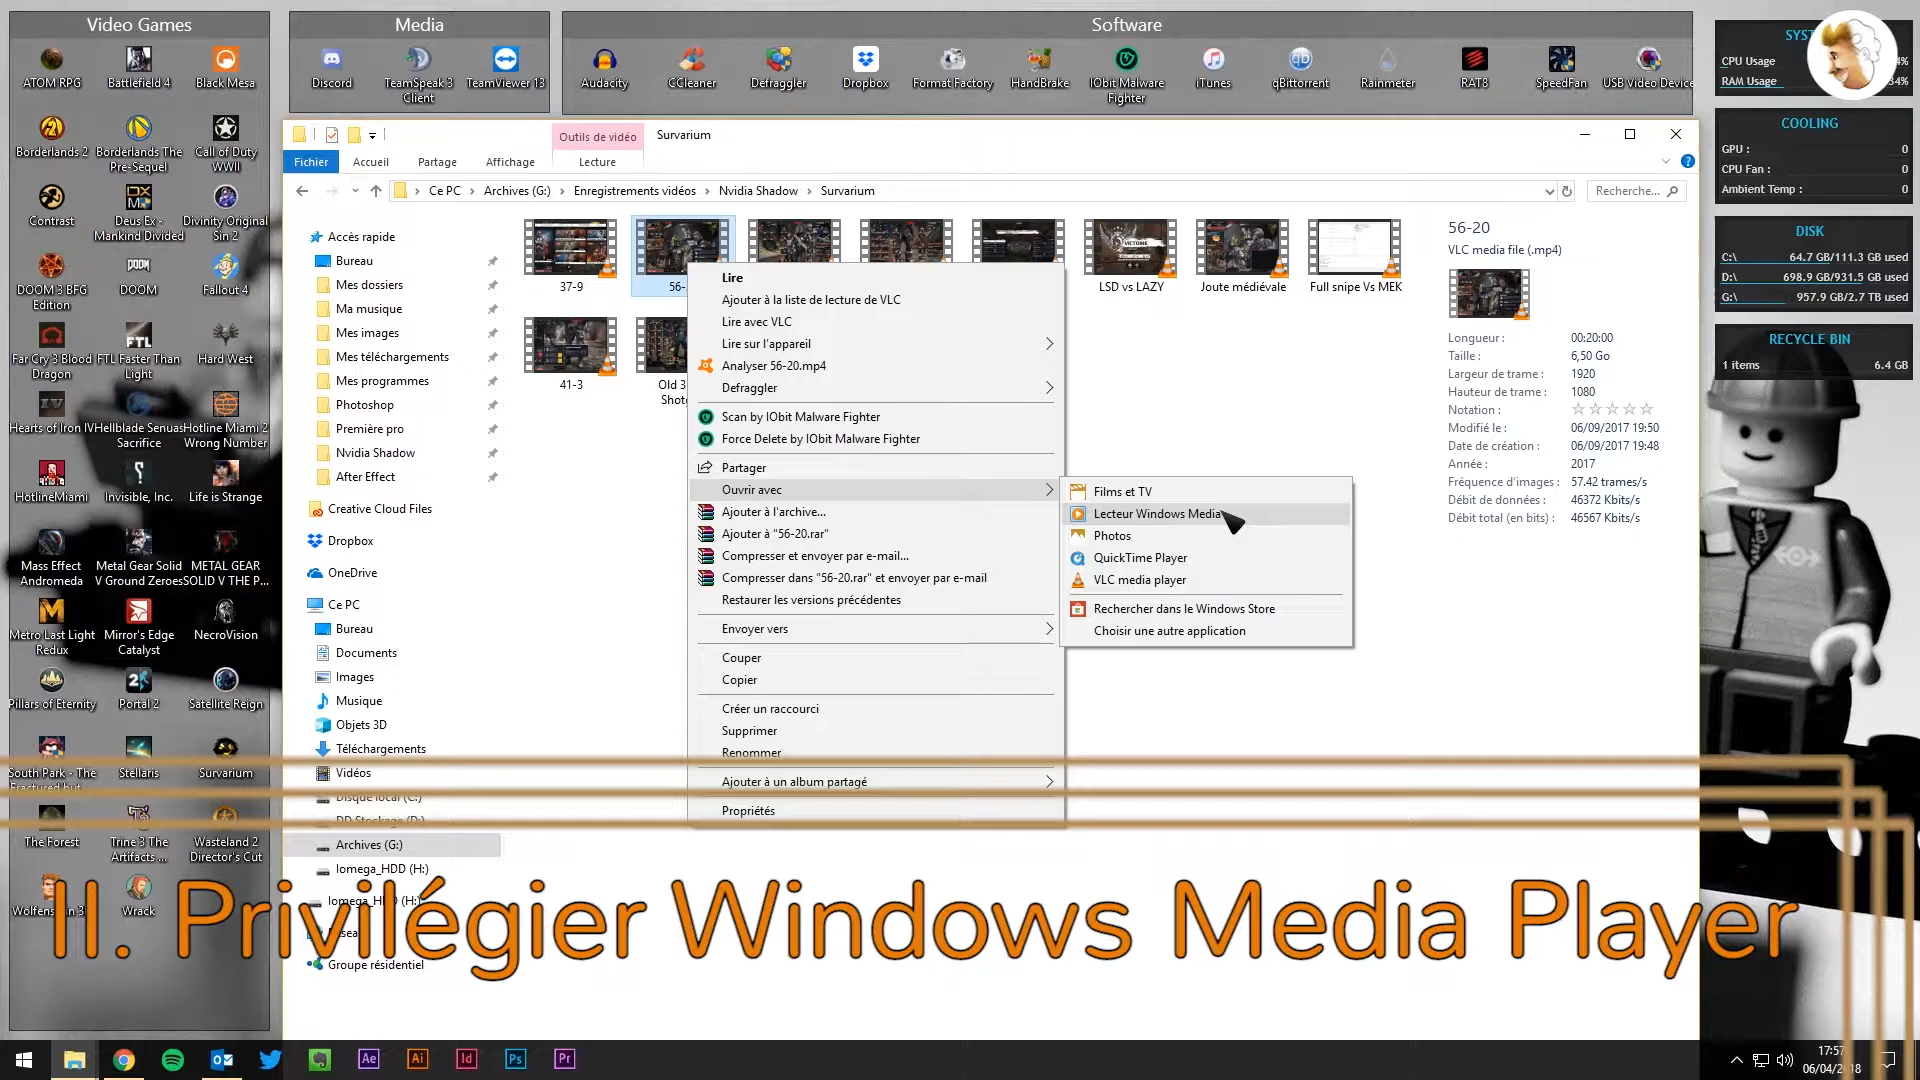 Video Games
ATOM RPG
Battlefield 4
Black Mesa
Borderlands 2
Borderlands The Pre-Sequel
Call of Duty WWII
Contrast
Deus Ex - Mankind Divided
Divinity Original Sin 2
DOOM 3 BFG Edition
DOOM
Fallout 4
Far Cry 3 Blood Dragon
FTL Faster Than Light
Hard West
Hearts of Iron IV
Hellblade Senuas Sacrifice
Hotline Miami 2 Wrong Number
HotlineMiami
Invisible, Inc.
Life is Strange
Mass Effect Andromeda
Metal Gear Solid V Ground Zeroes
METAL GEAR SOLID V THE P...
Metro Last Light Redux
Mirror's Edge Catalyst
NecroVision
Pillars of Eternity
Portal 2
Satellite Reign
South Park - The Fractured but...
Stellaris
Survarium
The Forest
Trine 3 The Artifacts ...
Wasteland 2 Director's Cut
Wrack
Media
Discord
TeamSpeak 3 Client
TeamViewer 13
Software
Audacity
CCleaner
Defraggler
Dropbox
Format Factory
HandBrake
IObit Malware Fighter
iTunes
qBittorrent
Rainmeter
RAT8
SpeedFan
USB Video Device
Outils de vidéo
Survarium
Fichier
Accueil
Partage
Affichage
Lecture
Ce PC
Archives (G:)
Enregistrements vidéos
Nvidia Shadow
Survarium
Recherche...
Accès rapide
Bureau
Mes dossiers
Ma musique
Mes images
Mes téléchargements
Mes programmes
Photoshop
Première pro
Nvidia Shadow
After Effect
Creative Cloud Files
Dropbox
OneDrive
Ce PC
Bureau
Documents
Images
Musique
Objets 3D
Téléchargements
Vidéos
Disque local (C:)
DD Stockage (D:)
Archives (G:)
Iomega_HDD (H:)
Groupe résidentiel
37-9
56-
LSD vs LAZY
Joute médiévale
Full snipe Vs MEK
41-3
Old 3
Lire
Ajouter à la liste de lecture de VLC
Lire avec VLC
Lire sur l'appareil
Analyser 56-20.mp4
Defraggler
Scan by IObit Malware Fighter
Force Delete by IObit Malware Fighter
Partager
Ouvrir avec
Ajouter à l'archive...
Ajouter à "56-20.rar"
Compresser et envoyer par e-mail...
Compresser dans "56-20.rar" et envoyer par e-mail
Restaurer les versions précédentes
Envoyer vers
Couper
Copier
Créer un raccourci
Supprimer
Renommer
Ajouter à un album partagé
Propriétés
Films et TV
Lecteur Windows Media
Photos
QuickTime Player
VLC media player
Rechercher dans le Windows Store
Choisir une autre application
56-20
VLC media file (.mp4)
Longueur : 00:20:00
Taille : 6,50 Go
Largeur de trame : 1920
Hauteur de trame : 1080
Notation :
Modifié le : 06/09/2017 19:50
Date de création : 06/09/2017 19:48
Année : 2017
Fréquence d'images : 57.42 trames/s
Débit de données : 46372 Kbits/s
Débit total (en bits) : 46567 Kbits/s
CPU Usage
RAM Usage
COOLING
GPU : 0
CPU Fan : 0
Ambient Temp : 0
DISK
C:\ 64.7 GB/111.3 GB used
D:\ 698.9 GB/931.5 GB used
G:\ 957.9 GB/2.7 TB used
RECYCLE BIN
1 items 6.4 GB
II. Privilégier Windows Media Player
Ae
Ai
Id
Ps
Pr
17:57